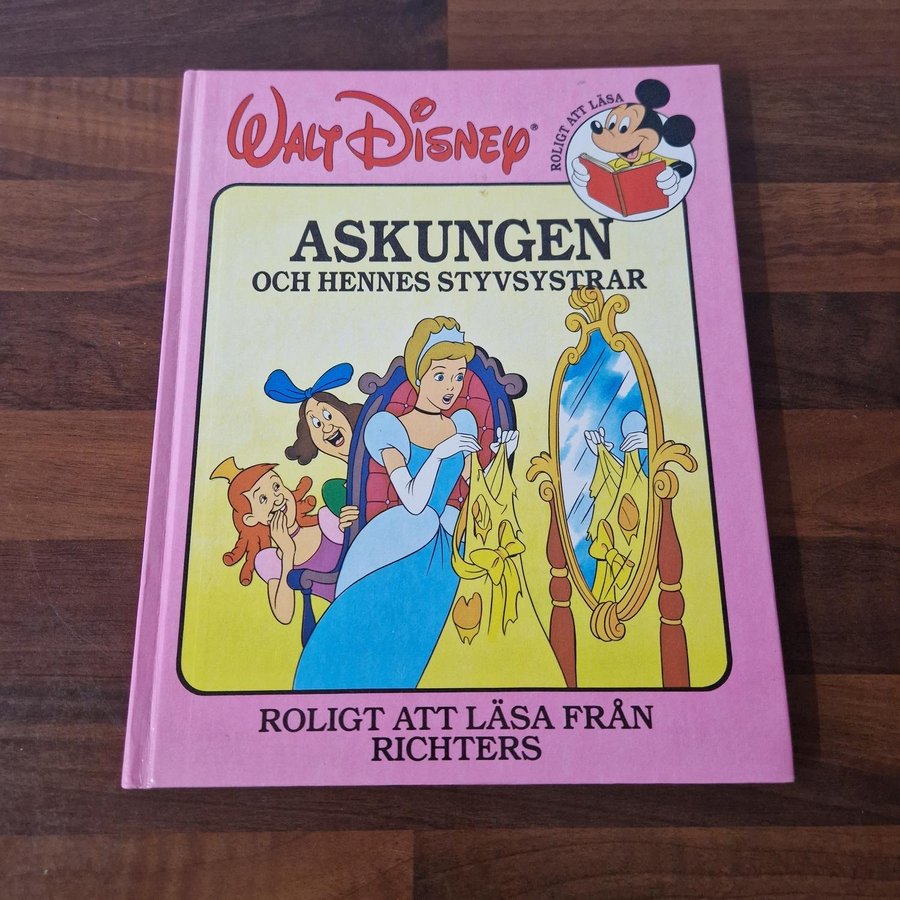 WALT DISNEY®
ROLIGT ATT LÄSA
ASKUNGEN
OCH HENNES STYVSYSTRAR
ROLIGT ATT LÄSA FRÅN
RICHTERS